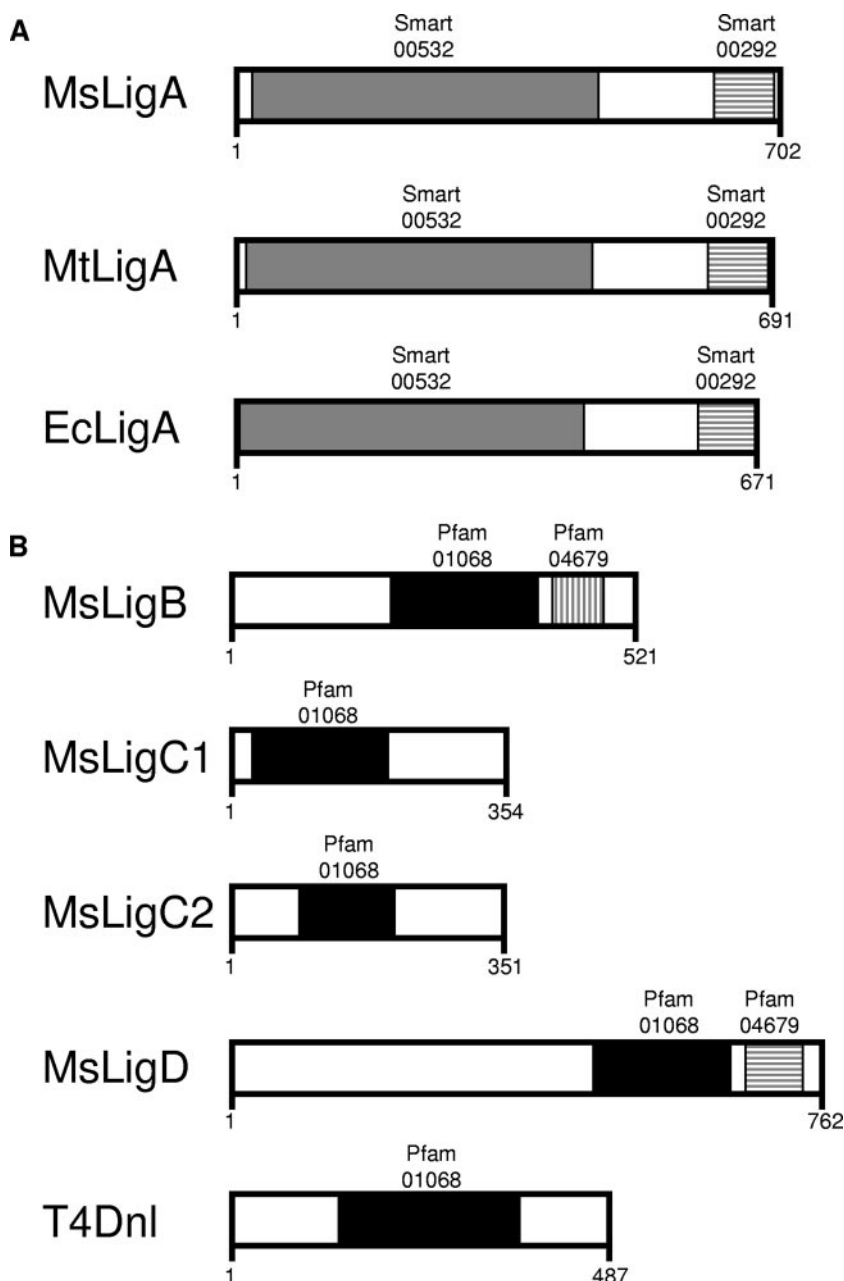 A
Smart Smart
00532 00292
MsLigA
1 702
Smart Smart
00532 00292
MtLigA
1 691
Smart Smart
00532 00292
EcLigA
1 671
B
Pfam Pfam
01068 04679
MsLigB
1 521
Pfam
01068
MsLigC1
1 354
Pfam
01068
MsLigC2
1 351
Pfam Pfam
01068 04679
MsLigD
1 762
Pfam
01068
T4Dnl
1 487